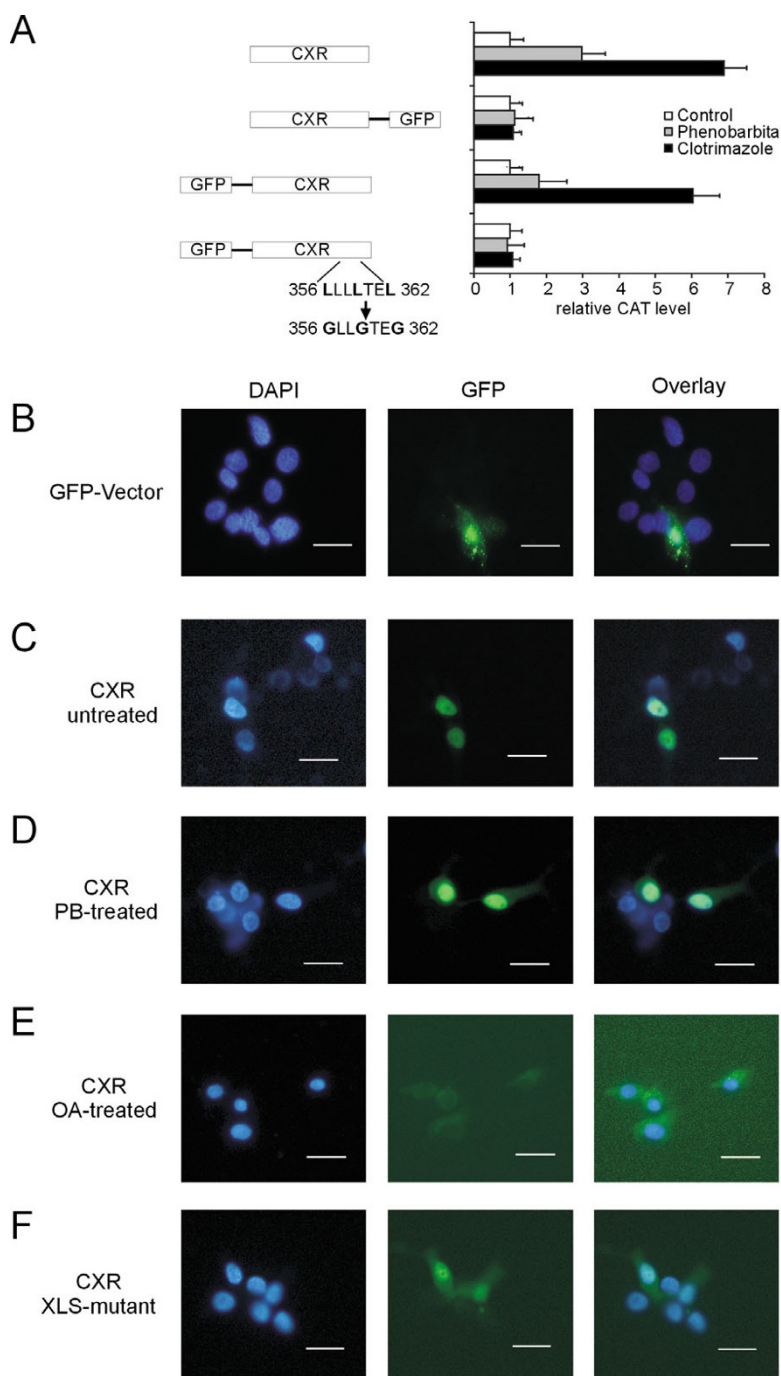 A
CXR
CXR GFP
GFP CXR
GFP CXR
356 LLLLTEL 362
356 GLLGTEG 362
Control
Phenobarbita
Clotrimazole
0 1 2 3 4 5 6 7 8
relative CAT level
DAPI GFP Overlay
B
GFP-Vector
C
CXR
untreated
D
CXR
PB-treated
E
CXR
OA-treated
F
CXR
XLS-mutant